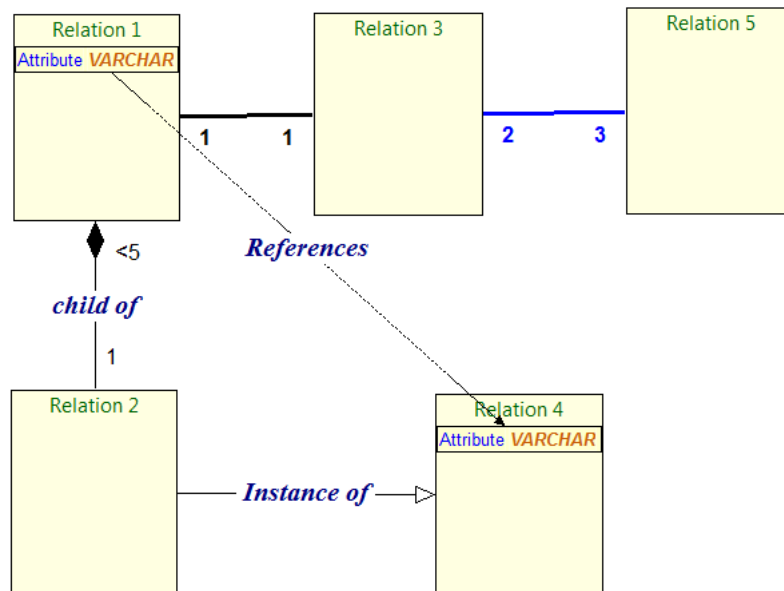 Relation 1
Attribute VARCHAR
Relation 3
Relation 5
1
1
2
3
<5
References
child of
1
Relation 2
Relation 4
Attribute VARCHAR
Instance of